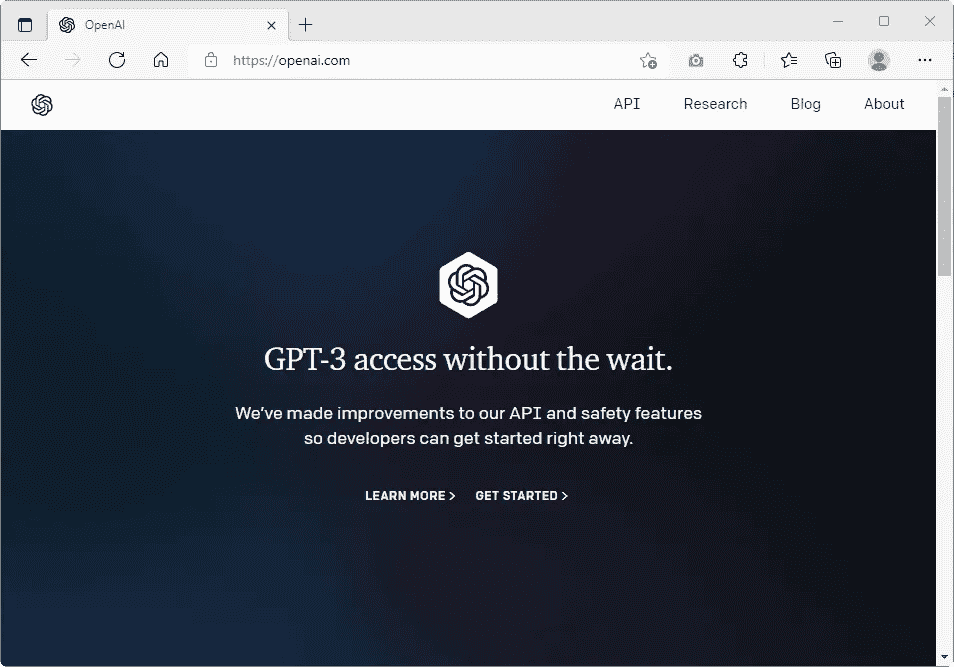 OpenAI
https://openai.com
API Research Blog About
GPT-3 access without the wait.
We’ve made improvements to our API and safety features
so developers can get started right away.
LEARN MORE > GET STARTED >